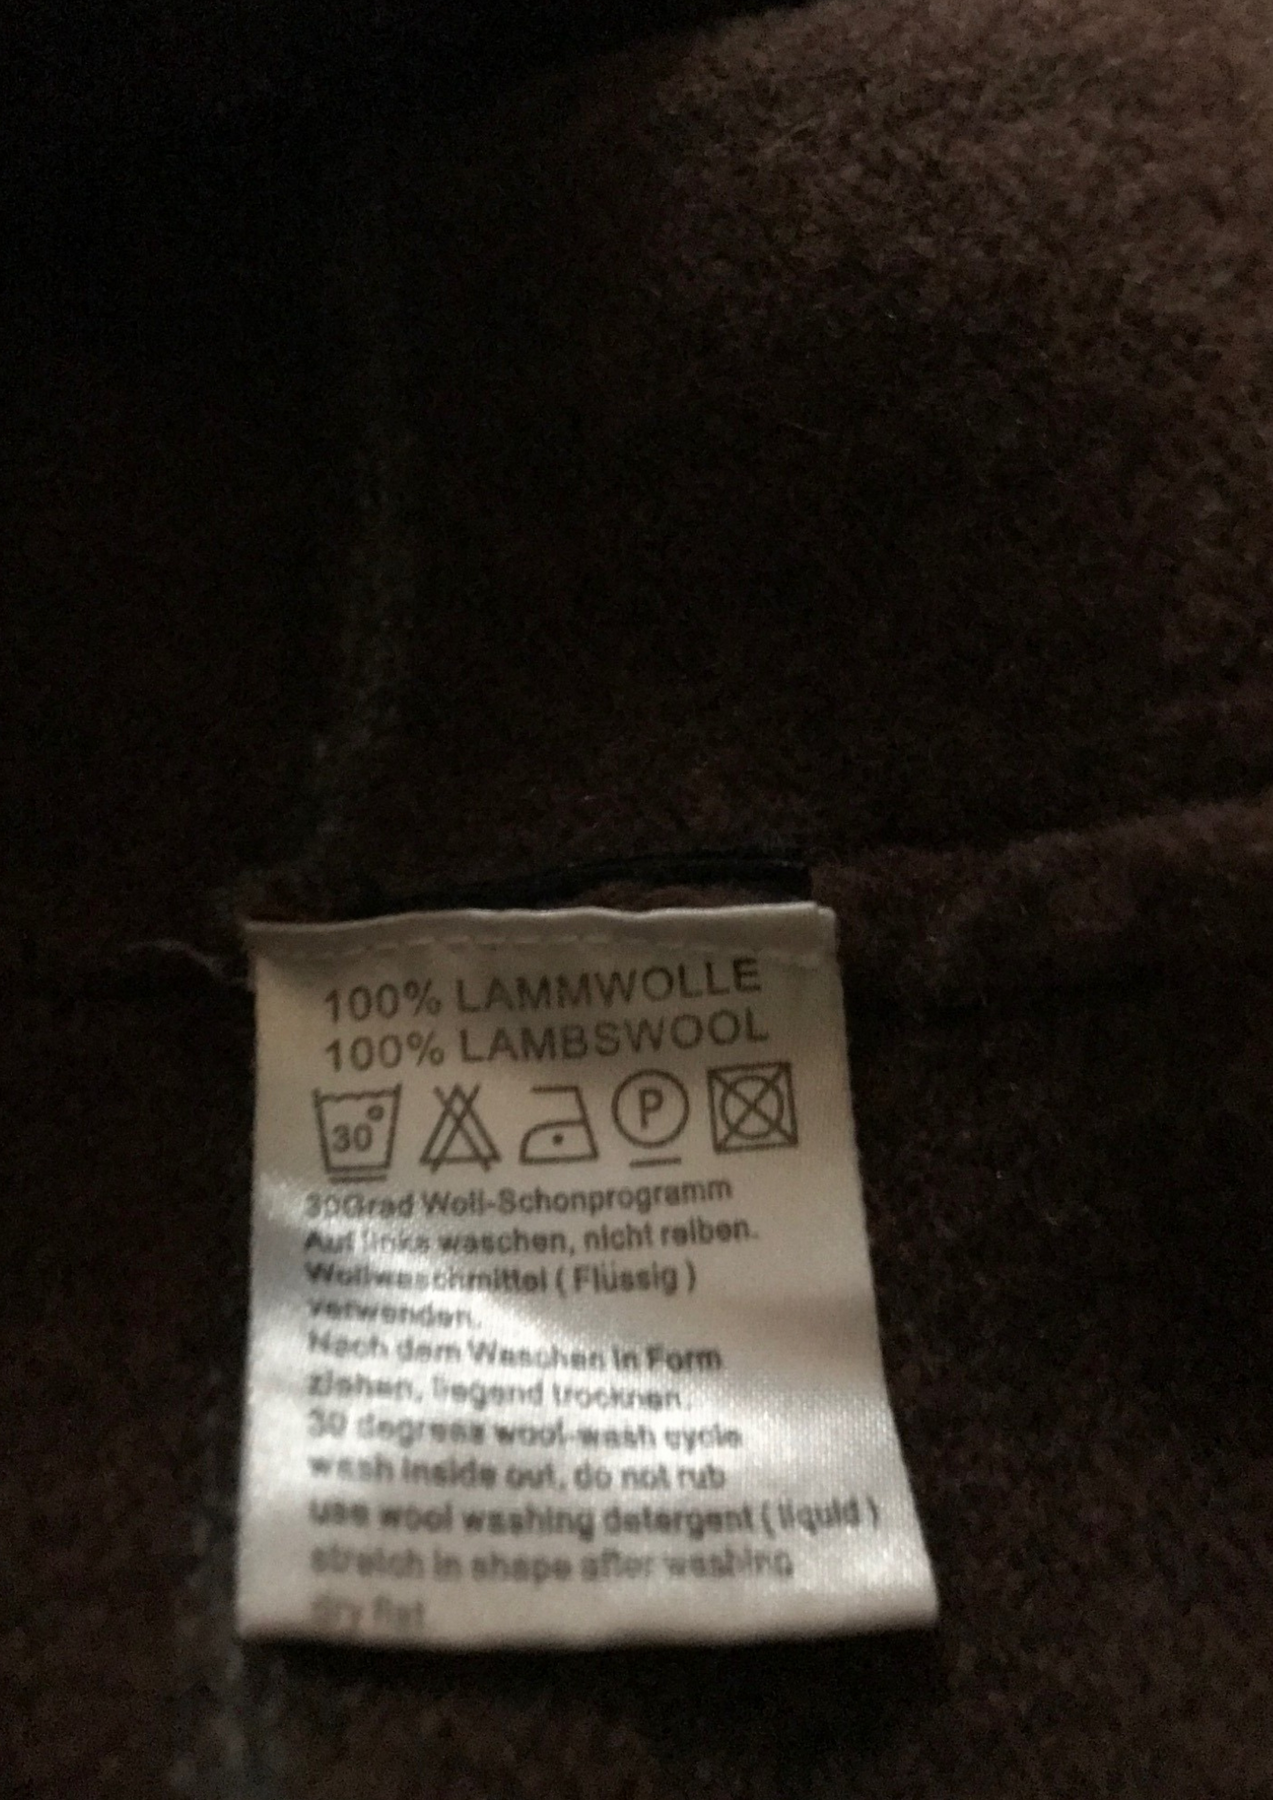 100% LAMMWOLLE
100% LAMBSWOOL
30° P
30Grad Woll-Schonprogramm
Auf links waschen, nicht reiben.
Wollwaschmittel ( Flüssig )
verwenden.
Nach dem Waschen in Form
ziehen, liegend trocknen.
30 degrees wool-wash cycle
wash inside out, do not rub
use wool washing detergent ( liquid )
stretch in shape after washing
dry flat